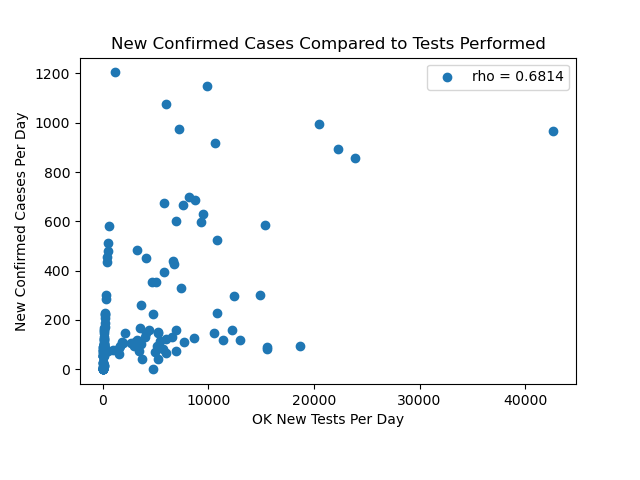 New Confirmed Cases Compared to Tests Performed
rho = 0.6814
New Confirmed Caeses Per Day
1200
1000
800
600
400
200
0
0 10000 20000 30000 40000
OK New Tests Per Day